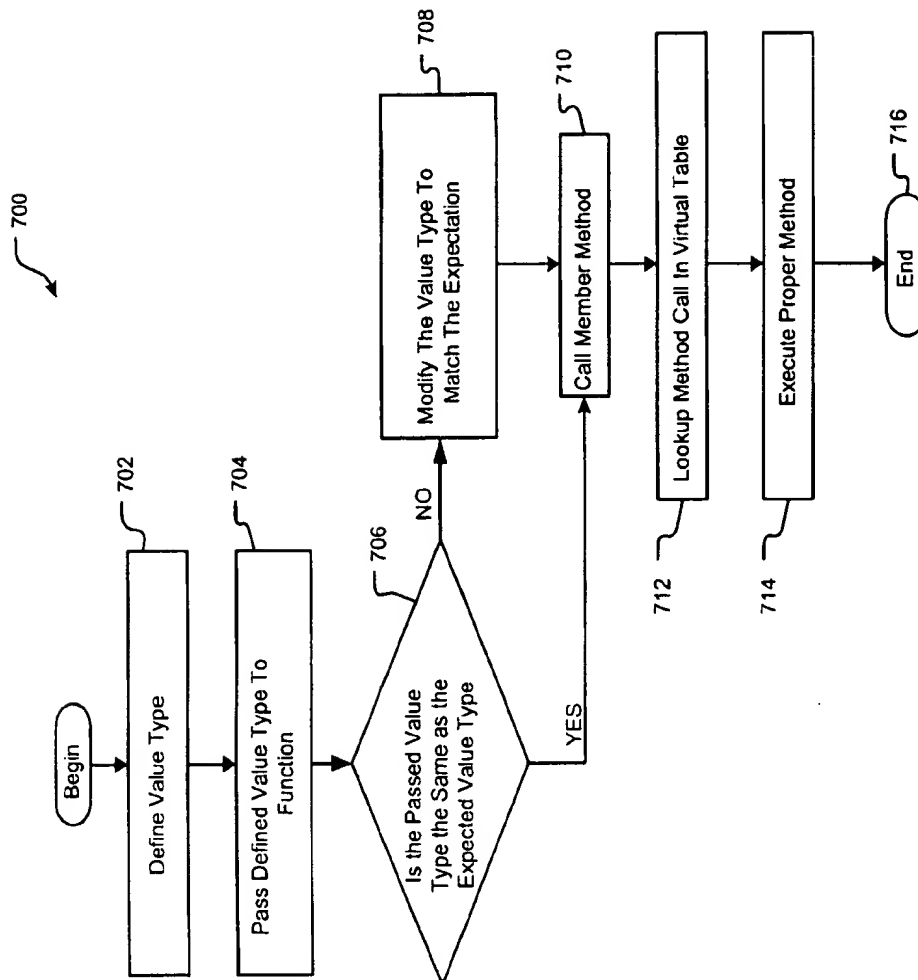 700
Begin
Define Value Type
702
Pass Defined Value Type To
Function
704
Is the Passed Value
Type the Same as the
Expected Value Type
706
NO
YES
Modify The Value Type To
Match The Expectation
708
Call Member Method
710
Lookup Method Call In Virtual Table
712
Execute Proper Method
714
End
716